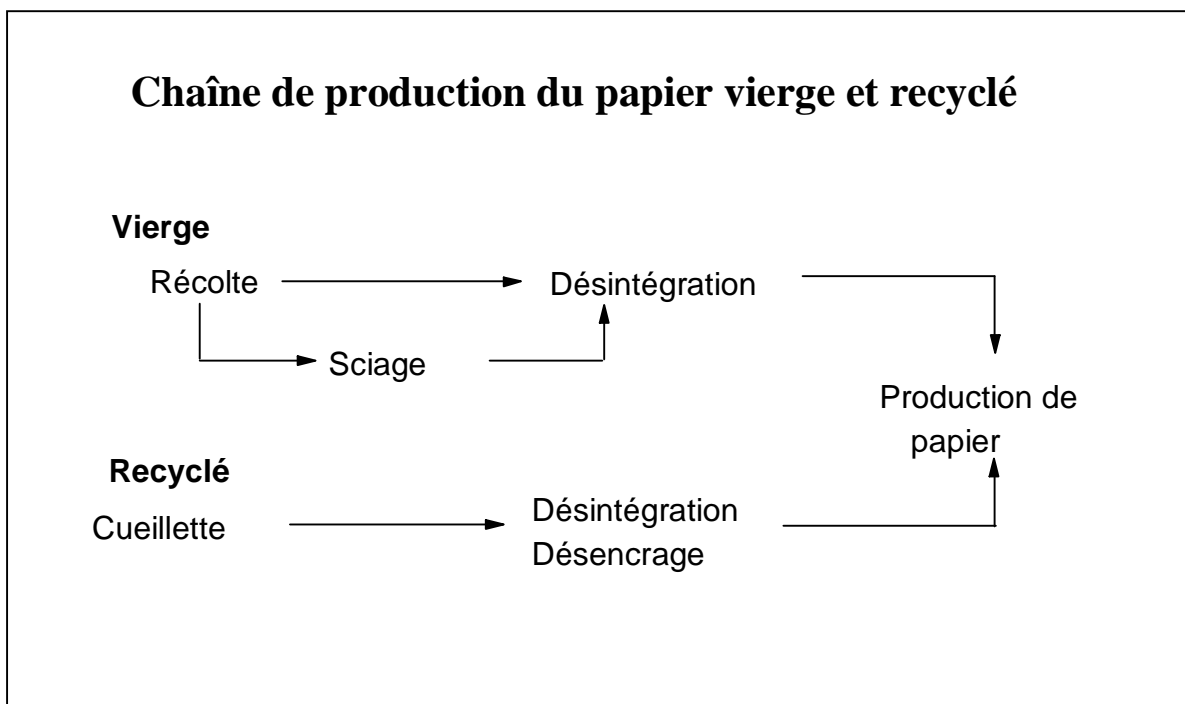 Chaîne de production du papier vierge et recyclé
Vierge
Récolte
Désintégration
Sciage
Production de
papier
Recyclé
Cueillette
Désintégration
Désencrage